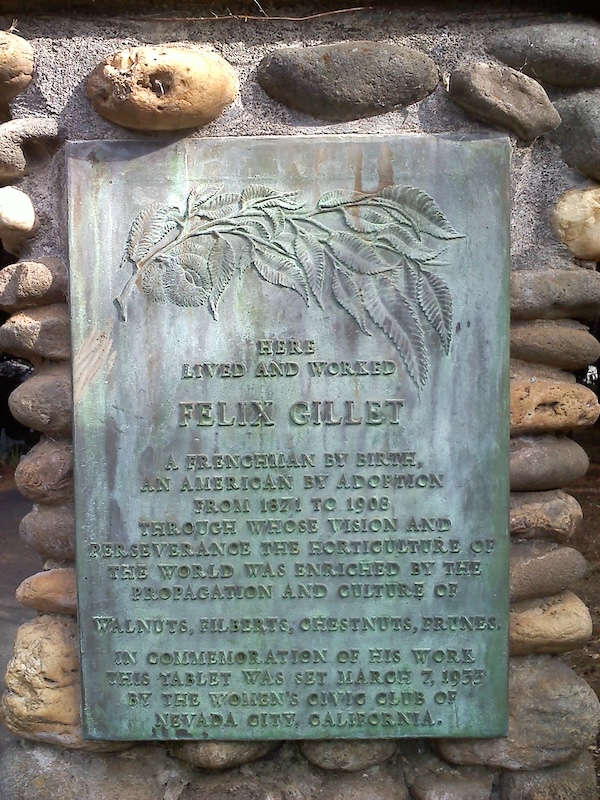 HERE
LIVED AND WORKED
FELIX GILLET
A FRENCHMAN BY BIRTH,
AN AMERICAN BY ADOPTION
FROM 1871 TO 1908
THROUGH WHOSE VISION AND
PERSEVERANCE THE HORTICULTURE OF
THE WORLD WAS ENRICHED BY THE
PROPAGATION AND CULTURE OF
WALNUTS, FILBERTS, CHESTNUTS, PRUNES.
IN COMMEMORATION OF HIS WORK
THIS TABLET WAS SET MARCH 7, 1933
BY THE WOMEN'S CIVIC CLUB OF
NEVADA CITY, CALIFORNIA.